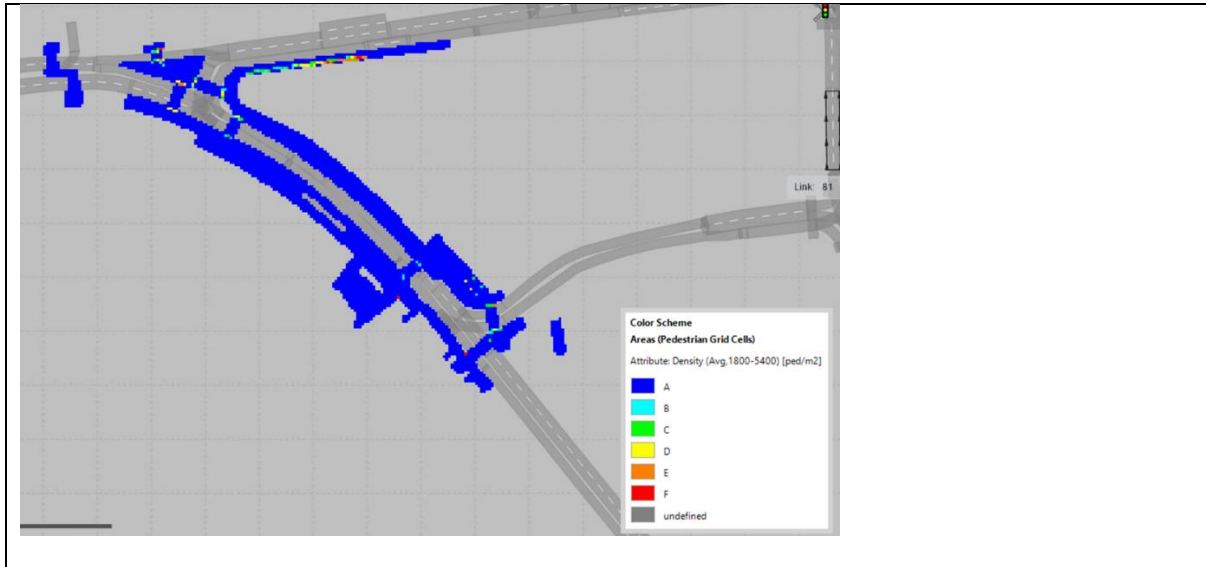 Link: 81
Color Scheme
Areas (Pedestrian Grid Cells)
Attribute: Density (Avg,1800-5400) [ped/m2]
A
B
C
D
E
F
undefined